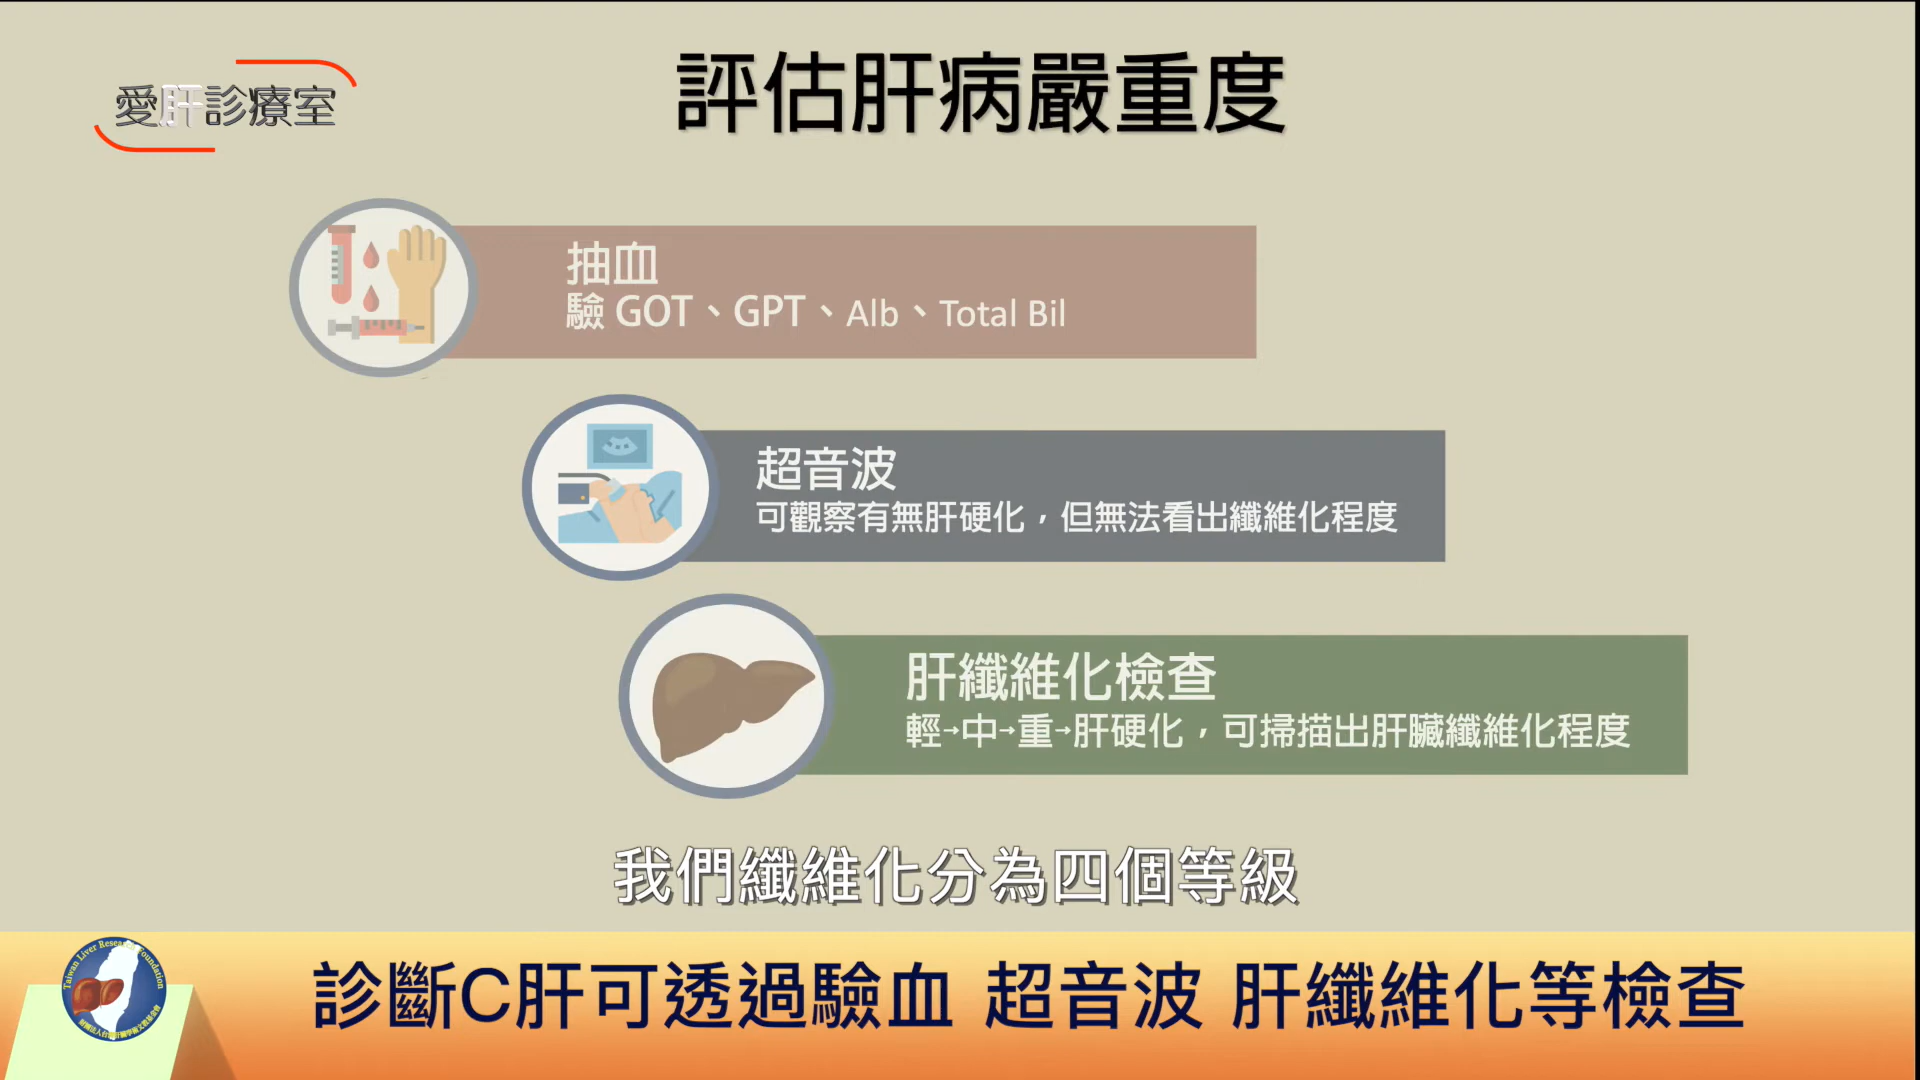 愛肝診療室
評估肝病嚴重度
抽血
驗 GOT、GPT、Alb、Total Bil
超音波
可觀察有無肝硬化，但無法看出纖維化程度
肝纖維化檢查
輕→中→重→肝硬化，可掃描出肝臟纖維化程度
我們纖維化分為四個等級
診斷C肝可透過驗血 超音波 肝纖維化等檢查
Taiwan Liver Research Foundation